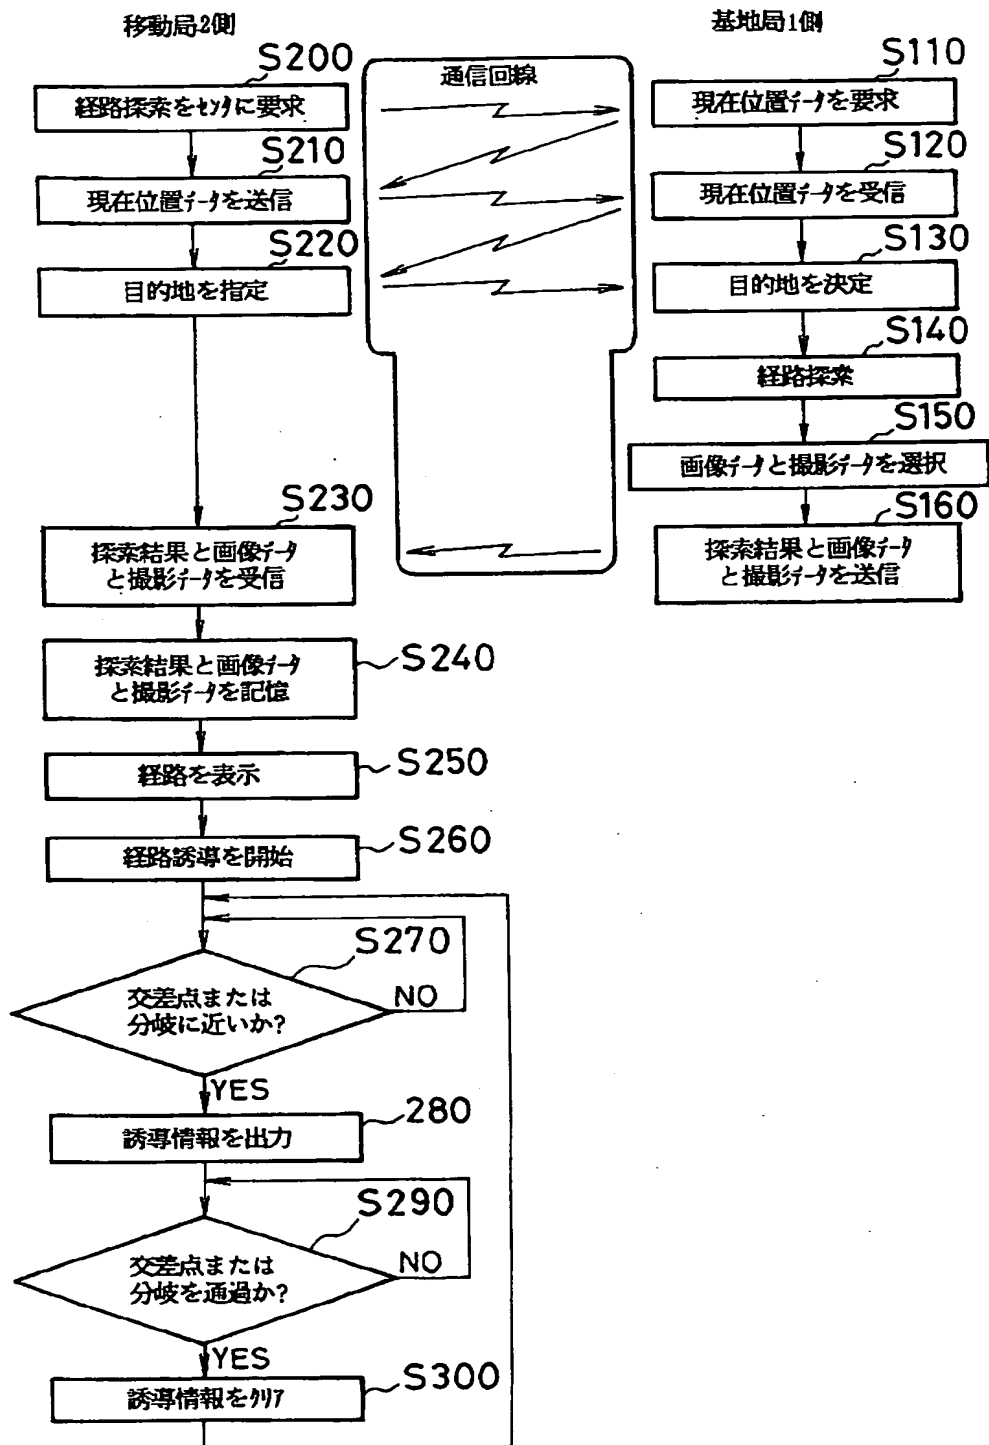 移動局2側
S200
経路探索をｾﾝﾀに要求
S210
現在位置ﾃﾞｰﾀを送信
S220
目的地を指定
通信回線
基地局1側
S110
現在位置ﾃﾞｰﾀを要求
S120
現在位置ﾃﾞｰﾀを受信
S130
目的地を決定
S140
経路探索
S150
画像ﾃﾞｰﾀと撮影ﾃﾞｰﾀを選択
S160
探索結果と画像ﾃﾞｰﾀ
と撮影ﾃﾞｰﾀを送信
S230
探索結果と画像ﾃﾞｰﾀ
と撮影ﾃﾞｰﾀを受信
S240
探索結果と画像ﾃﾞｰﾀ
と撮影ﾃﾞｰﾀを記憶
S250
経路を表示
S260
経路誘導を開始
S270
交差点または
分岐に近いか?
NO
YES
280
誘導情報を出力
S290
交差点または
分岐を通過か?
NO
YES
S300
誘導情報をｸﾘｱ